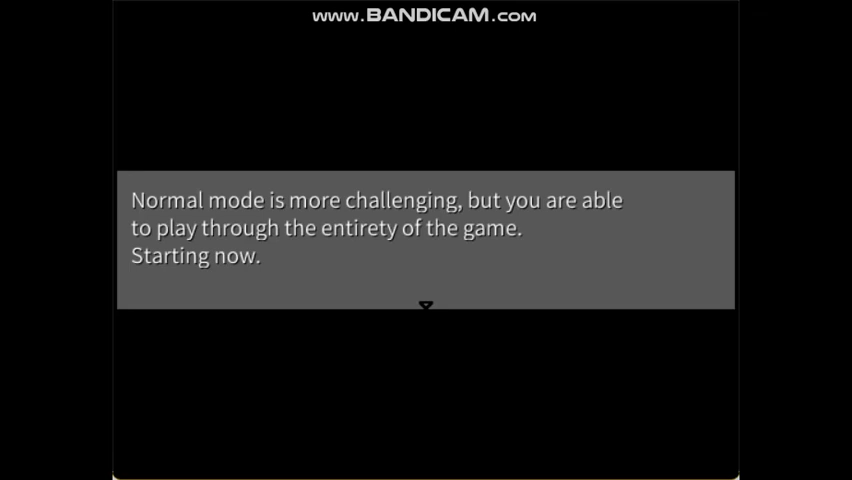 www.BANDICAM.com
Normal mode is more challenging, but you are able
to play through the entirety of the game.
Starting now.